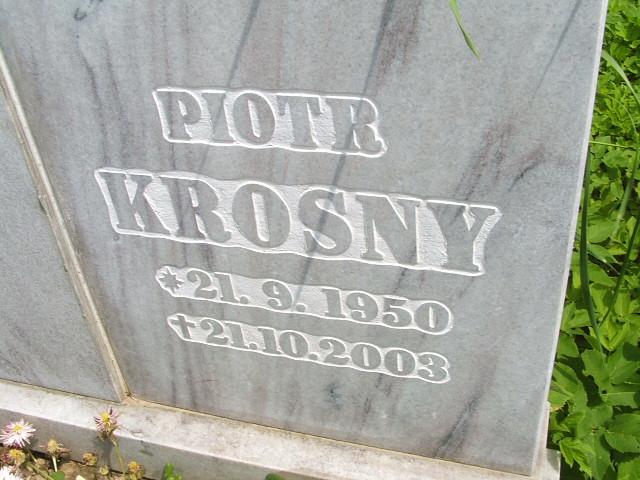 PIOTR
KROSNY
* 21. 9. 1950
✝ 21.10.2003